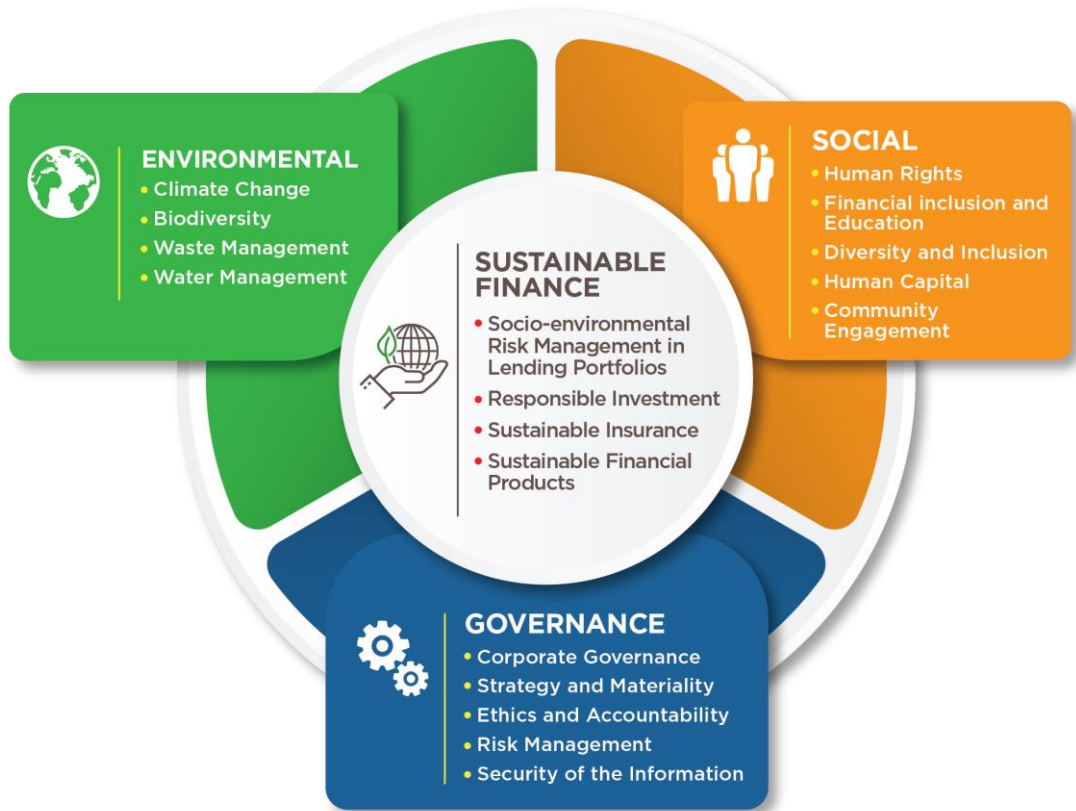 ENVIRONMENTAL
• Climate Change
• Biodiversity
• Waste Management
• Water Management
SOCIAL
• Human Rights
• Financial inclusion and
Education
• Diversity and Inclusion
• Human Capital
• Community
Engagement
SUSTAINABLE
FINANCE
• Socio-environmental
Risk Management in
Lending Portfolios
• Responsible Investment
• Sustainable Insurance
• Sustainable Financial
Products
GOVERNANCE
• Corporate Governance
• Strategy and Materiality
• Ethics and Accountability
• Risk Management
• Security of the Information